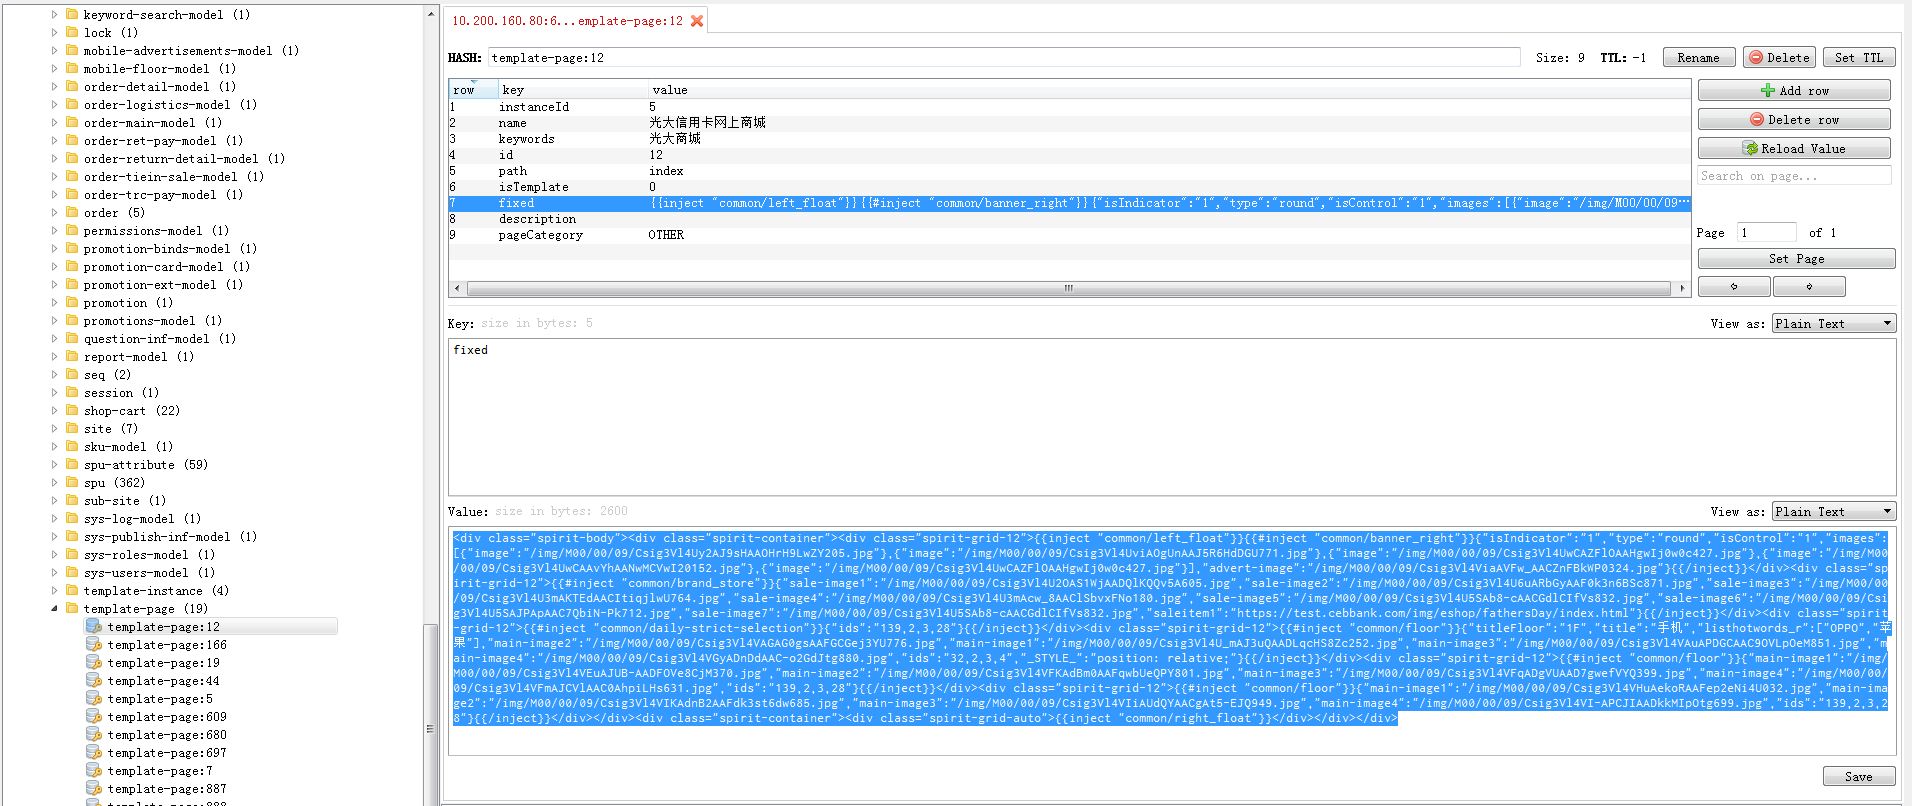 keyword-search-model (1)
lock (1)
mobile-advertisements-model (1)
mobile-floor-model (1)
order-detail-model (1)
order-logistics-model (1)
order-main-model (1)
order-ret-pay-model (1)
order-return-detail-model (1)
order-tiein-sale-model (1)
order-trc-pay-model (1)
order (5)
permissions-model (1)
promotion-binds-model (1)
promotion-card-model (1)
promotion-ext-model (1)
promotion (1)
promotions-model (1)
question-inf-model (1)
report-model (1)
seq (2)
session (1)
shop-cart (22)
site (7)
sku-model (1)
spu-attribute (59)
spu (362)
sub-site (1)
sys-log-model (1)
sys-publish-inf-model (1)
sys-roles-model (1)
sys-users-model (1)
template-instance (4)
template-page (19)
template-page:12
template-page:166
template-page:19
template-page:44
template-page:5
template-page:609
template-page:680
template-page:697
template-page:7
template-page:887
10.200.160.80:6...emplate-page:12
HASH: template-page:12 Size: 9 TTL: -1 Rename Delete Set TTL
row key value
1 instanceId 5
2 name 光大信用卡网上商城
3 keywords 光大商城
4 id 12
5 path index
6 isTemplate 0
7 fixed {{inject "common/left_float"}}{{#inject "common/banner_right"}}{"isIndicator":"1","type":"round","isControl":"1","images":[{"image":"/img/M00/00/09···
8 description
9 pageCategory OTHER
Add row
Delete row
Reload Value
Search on page...
Page 1 of 1
Set Page
Key: size in bytes: 5 View as: Plain Text
fixed
Value: size in bytes: 2600 View as: Plain Text
<div class="spirit-body"><div class="spirit-container"><div class="spirit-grid-12">{{inject "common/left_float"}}{{#inject "common/banner_right"}}{"isIndicator":"1","type":"round","isControl":"1","images":
[{"image":"/img/M00/00/09/Csig3Vl4Uy2AJ9sHAAOHrH9LwZY205.jpg"},{"image":"/img/M00/00/09/Csig3Vl4UviAOgUnAAJ5R6HdDGU771.jpg"},{"image":"/img/M00/00/09/Csig3Vl4UwCAZFlOAAHgwIj0w0c427.jpg"},{"image":"/img/M00
/00/09/Csig3Vl4UwCAAvYhAANwMCVwI20152.jpg"},{"image":"/img/M00/00/09/Csig3Vl4UwCAZFlOAAHgwIj0w0c427.jpg"}],"advert-image":"/img/M00/00/09/Csig3Vl4ViaAVFw_AACZnFBkWP0324.jpg"}{{/inject}}</div><div class="sp
irit-grid-12">{{#inject "common/brand_store"}}{"sale-image1":"/img/M00/00/09/Csig3Vl4U2OAS1WjAADQlKQQv5A605.jpg","sale-image2":"/img/M00/00/09/Csig3Vl4U6uARbGyAAF0k3n6BSc871.jpg","sale-image3":"/img/M00/00
/09/Csig3Vl4U3mAKTEdAACItiqjlwU764.jpg","sale-image4":"/img/M00/00/09/Csig3Vl4U3mAcw_8AAClSbvxFNo180.jpg","sale-image5":"/img/M00/00/09/Csig3Vl4U5SAb8-cAACGdlCIfVs832.jpg","sale-image6":"/img/M00/00/09/Csi
g3Vl4U5SAJPApAAC7QbiN-Pk712.jpg","sale-image7":"/img/M00/00/09/Csig3Vl4U5SAb8-cAACGdlCIfVs832.jpg","saleitem1":"https://test.cebbank.com/img/eshop/fathersDay/index.html"}{{/inject}}</div><div class="spirit
-grid-12">{{#inject "common/daily-strict-selection"}}{"ids":"139,2,3,28"}{{/inject}}</div><div class="spirit-grid-12">{{#inject "common/floor"}}{"titleFloor":"1F","title":"手机","listhotwords_r":["OPPO","苹
果"],"main-image2":"/img/M00/00/09/Csig3Vl4VAGAG0gsAAFGCGej3YU776.jpg","main-image1":"/img/M00/00/09/Csig3Vl4U_mAJ3uQAADLqcHS8Zc252.jpg","main-image3":"/img/M00/00/09/Csig3Vl4VAuAPDGCAAC9OVLpOeM851.jpg","m
ain-image4":"/img/M00/00/09/Csig3Vl4VGyADnDdAAC-o2GdJtg880.jpg","ids":"32,2,3,4","_STYLE_":"position: relative;"}{{/inject}}</div><div class="spirit-grid-12">{{#inject "common/floor"}}{"main-image1":"/img/
M00/00/09/Csig3Vl4VEuAJUB-AADFOVe8CjM370.jpg","main-image2":"/img/M00/00/09/Csig3Vl4VFKAdBm0AAFqwbUeQPY801.jpg","main-image3":"/img/M00/00/09/Csig3Vl4VFqADgVUAAD7gwefVYQ399.jpg","main-image4":"/img/M00/00
/09/Csig3Vl4VFmAJCVlAAC0AhpiLHs631.jpg","ids":"139,2,3,28"}{{/inject}}</div><div class="spirit-grid-12">{{#inject "common/floor"}}{"main-image1":"/img/M00/00/09/Csig3Vl4VHuAekoRAAFep2eNi4U032.jpg","main-ima
ge2":"/img/M00/00/09/Csig3Vl4VIKAdnB2AAFdk3st6dw685.jpg","main-image3":"/img/M00/00/09/Csig3Vl4VIiAUdQYAACgAt5-EJQ949.jpg","main-image4":"/img/M00/00/09/Csig3Vl4VI-APCJIAADkkMIpOtg699.jpg","ids":"139,2,3,2
8"}{{/inject}}</div></div><div class="spirit-container"><div class="spirit-grid-auto">{{inject "common/right_float"}}</div></div></div>
Save